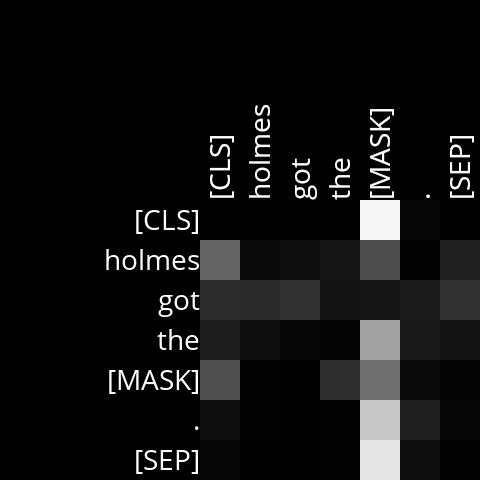 [CLS] holmes got the [MASK] . [SEP]
[CLS]
holmes
got
the
[MASK]
.
[SEP]